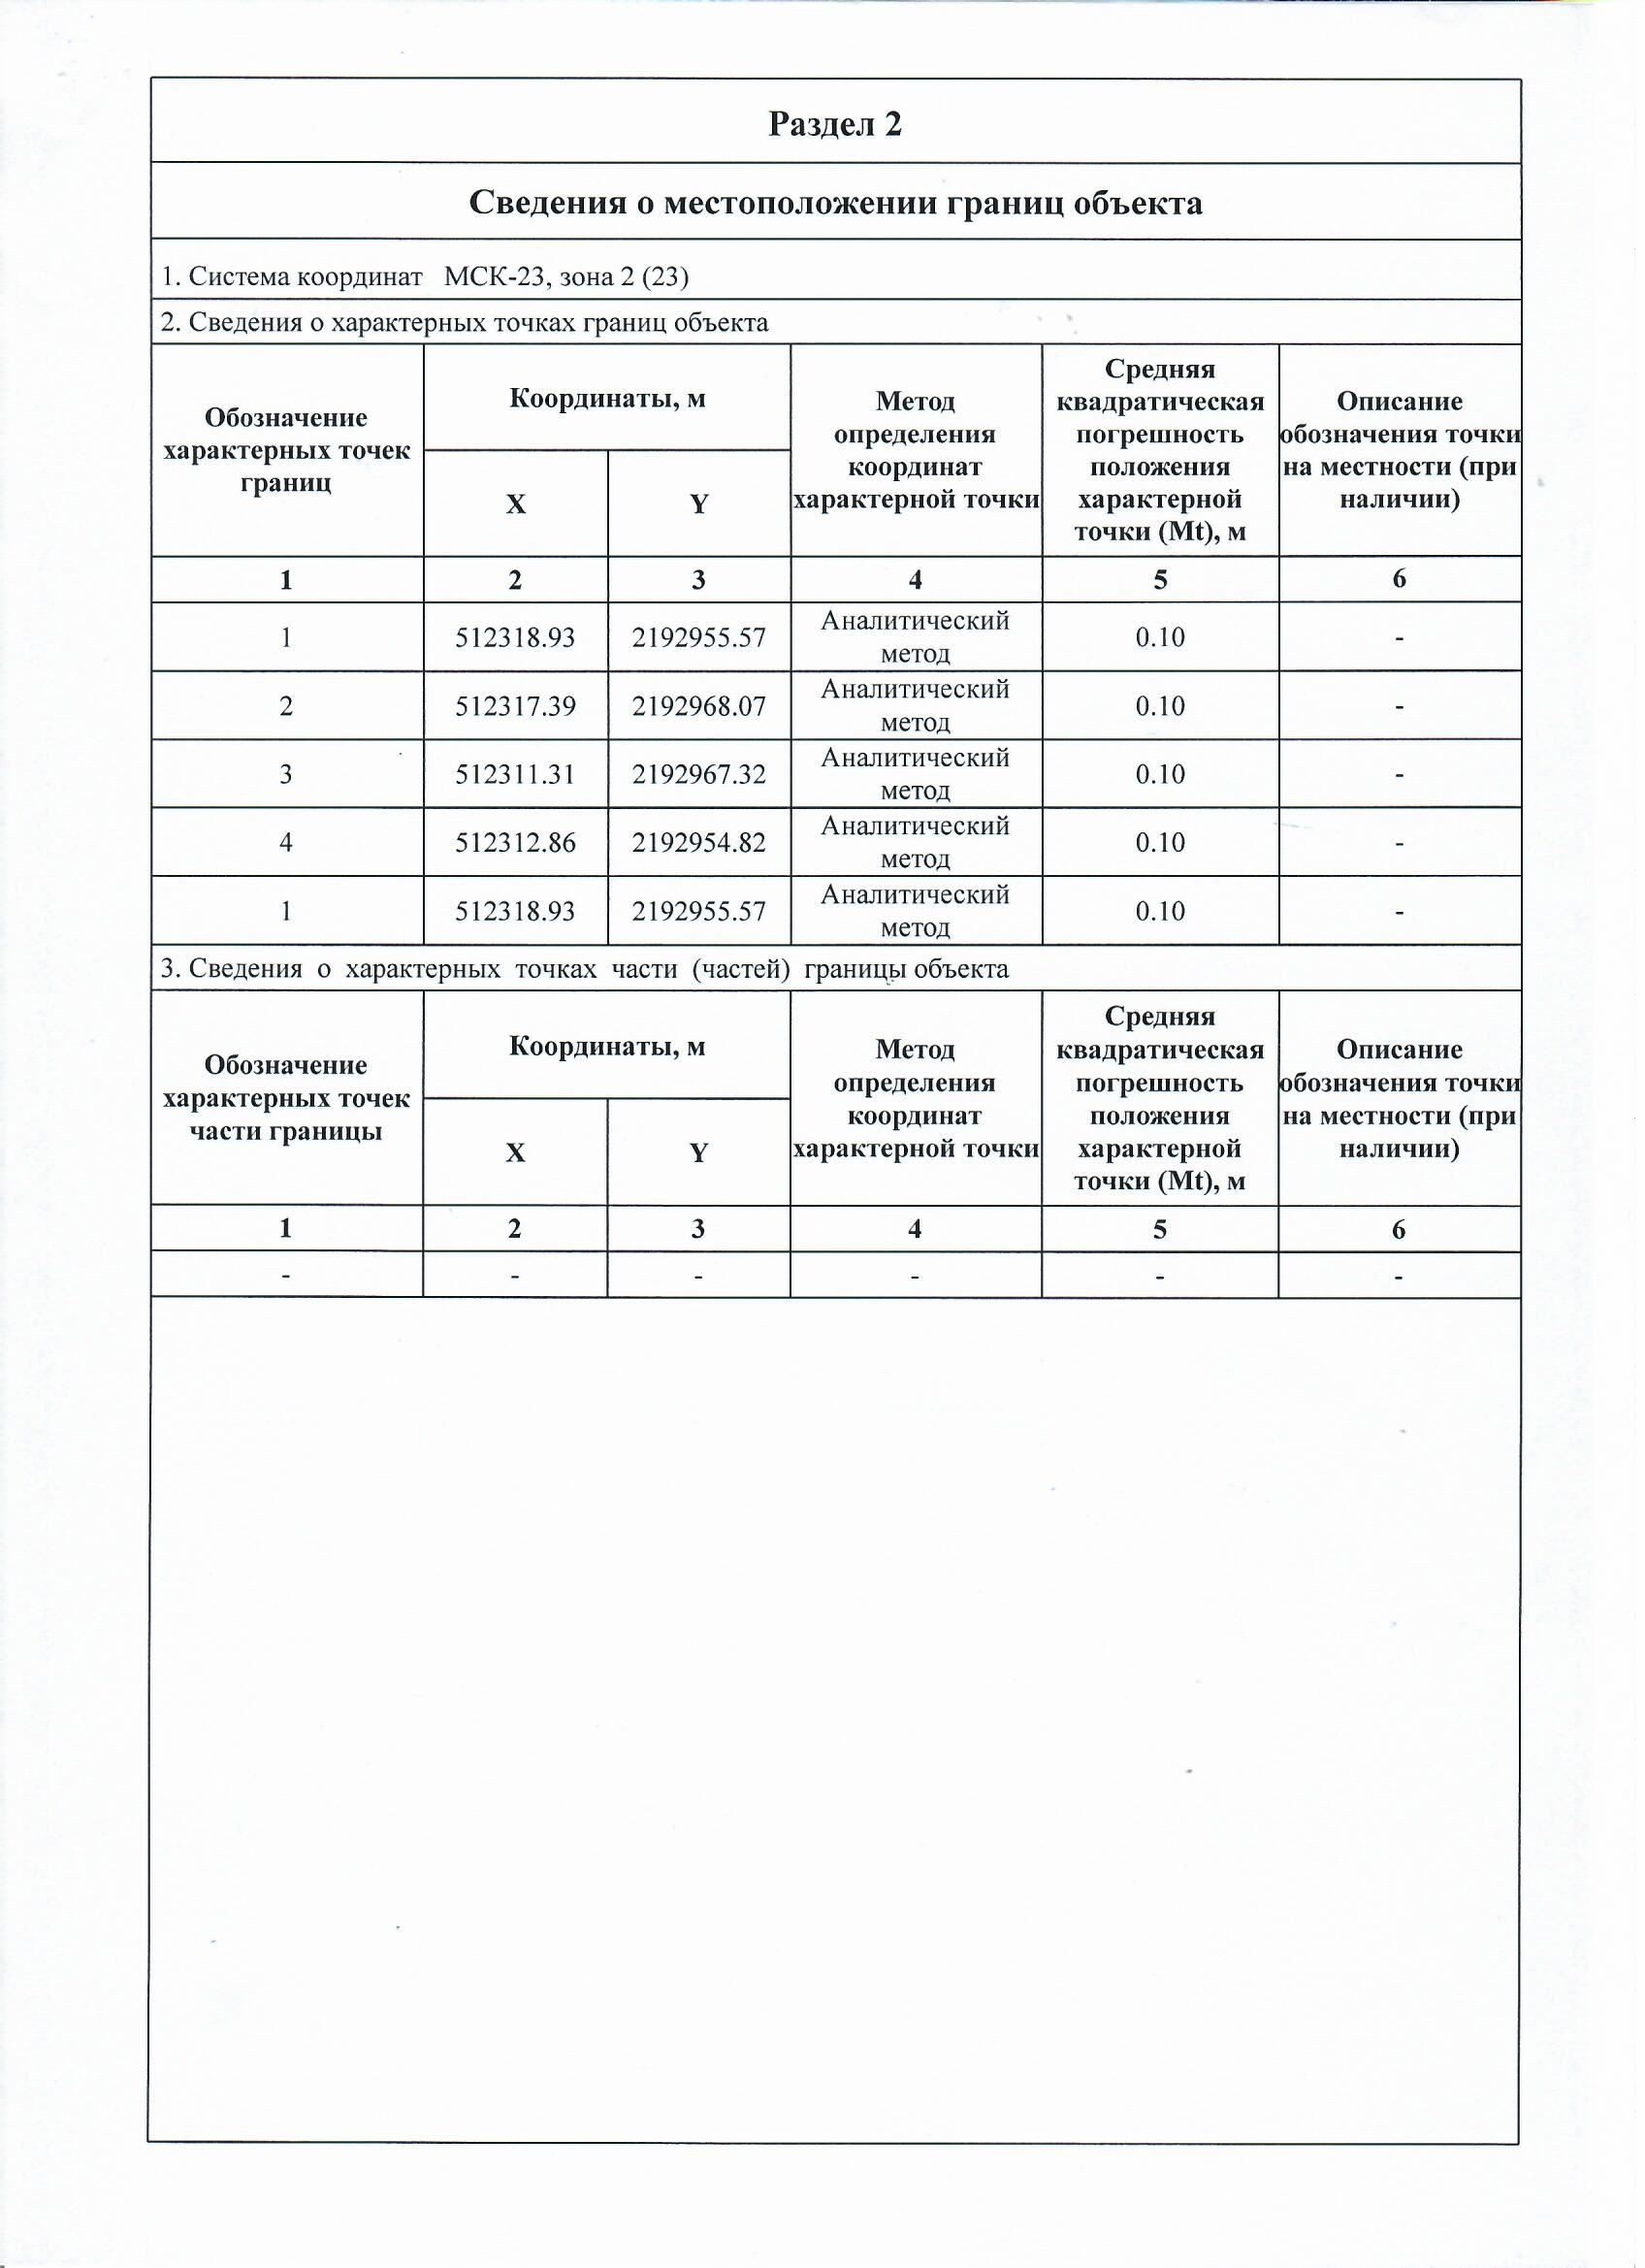 Раздел 2
Сведения о местоположении границ объекта
1. Система координат МСК-23, зона 2 (23)
2. Сведения о характерных точках границ объекта
Обозначение
характерных точек
границ
Координаты, м
X
Y
Метод
определения
координат
характерной точки
Средняя
квадратическая
погрешность
положения
характерной
точки (Mt), м
Описание
обозначения точки
на местности (при
наличии)
1 2 3 4 5 6
1 512318.93 2192955.57 Аналитический метод 0.10 -
2 512317.39 2192968.07 Аналитический метод 0.10 -
3 512311.31 2192967.32 Аналитический метод 0.10 -
4 512312.86 2192954.82 Аналитический метод 0.10 -
1 512318.93 2192955.57 Аналитический метод 0.10 -
3. Сведения о характерных точках части (частей) границы объекта
Обозначение
характерных точек
части границы
Координаты, м
X
Y
Метод
определения
координат
характерной точки
Средняя
квадратическая
погрешность
положения
характерной
точки (Mt), м
Описание
обозначения точки
на местности (при
наличии)
1 2 3 4 5 6
- - - - - -